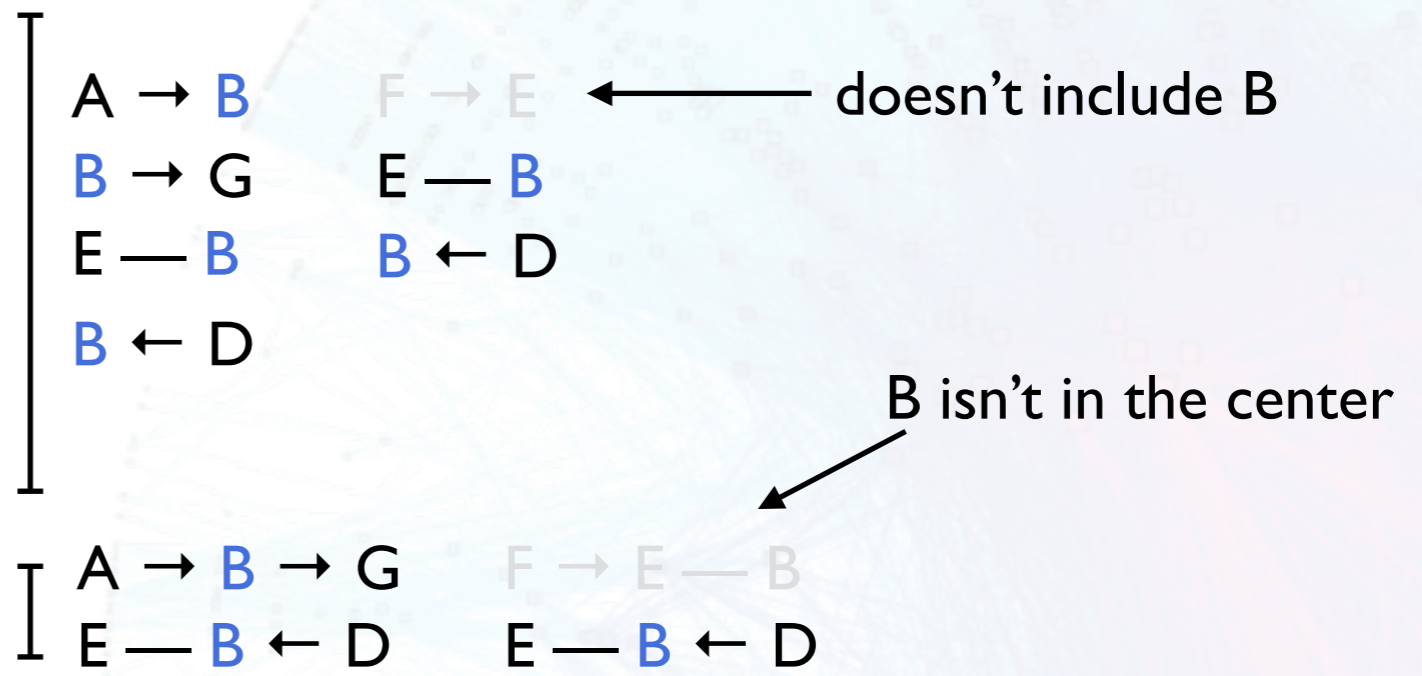 A → B F → E doesn't include B
B → G E — B
E — B B ← D
B ← D
B isn't in the center
A → B → G F → E — B
E — B ← D E — B ← D